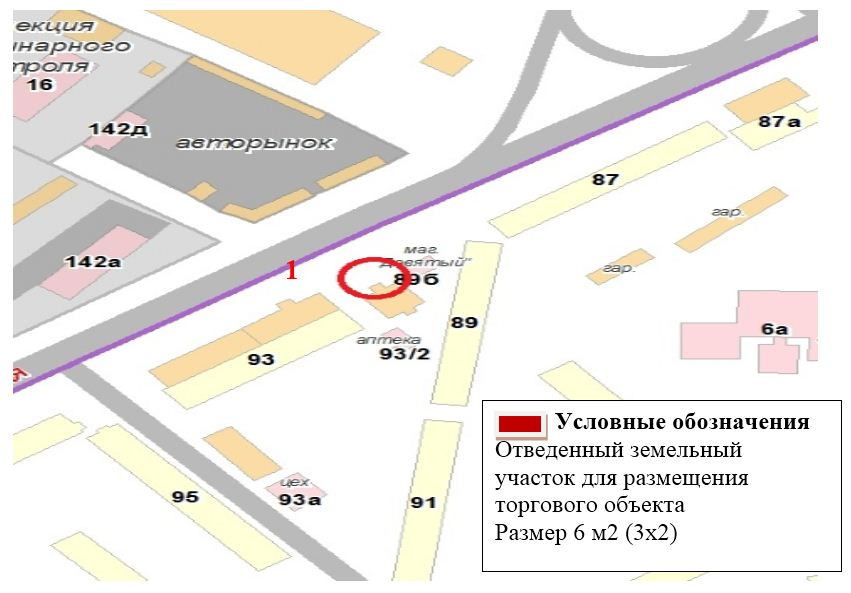 екция
инарного
троля
16
142д
авторынок
87а
87
гар.
142а
1
маг.
"Девятый"
89б
гар.
89
6а
аптека
93/2
93
Условные обозначения
Отведенный земельный
участок для размещения
торгового объекта
Размер 6 м2 (3х2)
цех
93а
95
91